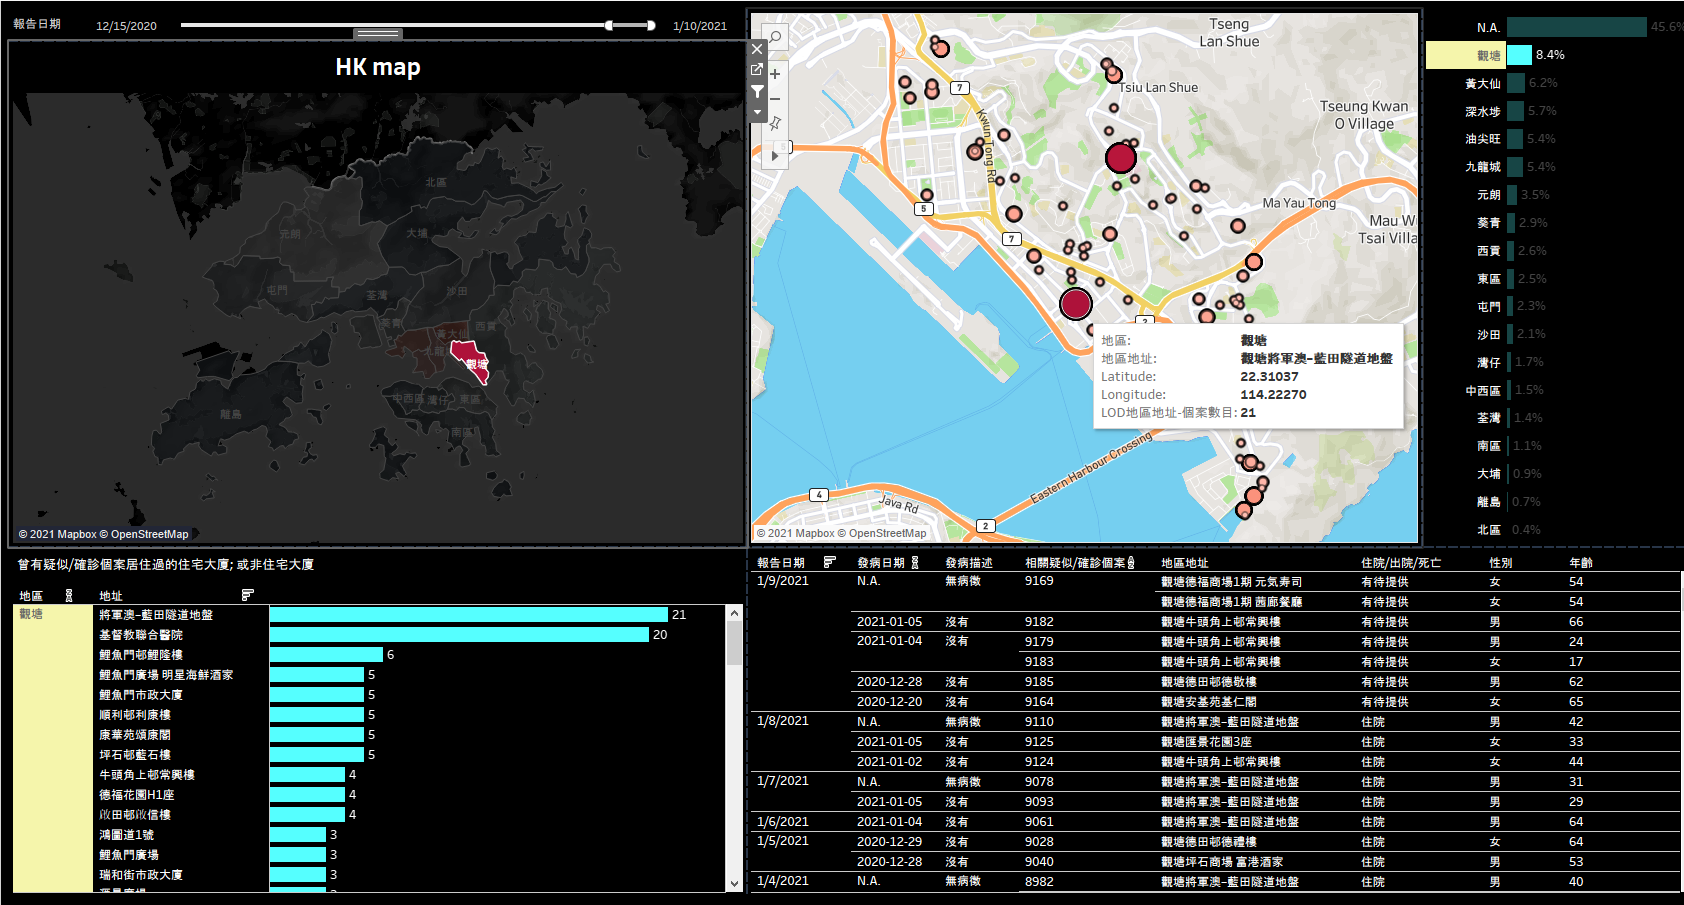 報告日期
12/15/2020
1/10/2021
HK map
北區
元朗
大埔
屯門
荃灣
沙田
葵青
黃大仙
西貢
九龍
觀塘
中西區
灣仔
東區
離島
南區
© 2021 Mapbox © OpenStreetMap
Tseng
Lan Shue
7
Tsiu Lan Shue
Tseung Kwan
O Village
Kwun Tong Rd
5
7
Ma Yau Tong
Mau W
Tsai Villa
2
地區: 觀塘
地區地址: 觀塘將軍澳–藍田隧道地盤
Latitude: 22.31037
Longitude: 114.22270
LOD地區地址-個案數目: 21
Eastern Harbour Crossing
4
Java Rd
2
© 2021 Mapbox © OpenStreetMap
N.A. 45.6%
觀塘 8.4%
黃大仙 6.2%
深水埗 5.7%
油尖旺 5.4%
九龍城 5.4%
元朗 3.5%
葵青 2.9%
西貢 2.6%
東區 2.5%
屯門 2.3%
沙田 2.1%
灣仔 1.7%
中西區 1.5%
荃灣 1.4%
南區 1.1%
大埔 0.9%
離島 0.7%
北區 0.4%
曾有疑似/確診個案居住過的住宅大廈; 或非住宅大廈
地區 地址
觀塘 將軍澳–藍田隧道地盤 21
基督教聯合醫院 20
鯉魚門邨鯉隆樓 6
鯉魚門廣場 明星海鮮酒家 5
鯉魚門市政大廈 5
順利邨利康樓 5
康華苑頌康閣 5
坪石邨藍石樓 5
牛頭角上邨常興樓 4
德福花園H1座 4
啟田邨啟信樓 4
鴻圖道1號 3
鯉魚門廣場 3
瑞和街市政大廈 3
報告日期 發病日期 發病描述 相關疑似/確診個案 地區地址 住院/出院/死亡 性別 年齡
1/9/2021 N.A. 無病徵 9169 觀塘德福商場1期 元気寿司 有待提供 女 54
觀塘德福商場1期 茜廊餐廳 有待提供 女 54
2021-01-05 沒有 9182 觀塘牛頭角上邨常興樓 有待提供 男 66
2021-01-04 沒有 9179 觀塘牛頭角上邨常興樓 有待提供 男 24
9183 觀塘牛頭角上邨常興樓 有待提供 女 17
2020-12-28 沒有 9185 觀塘德田邨德敬樓 有待提供 男 62
2020-12-20 沒有 9164 觀塘安基苑基仁閣 有待提供 女 65
1/8/2021 N.A. 無病徵 9110 觀塘將軍澳–藍田隧道地盤 住院 男 42
2021-01-05 沒有 9125 觀塘匯景花園3座 住院 女 33
2021-01-02 沒有 9124 觀塘牛頭角上邨常興樓 住院 女 44
1/7/2021 N.A. 無病徵 9078 觀塘將軍澳–藍田隧道地盤 住院 男 31
2021-01-05 沒有 9093 觀塘將軍澳–藍田隧道地盤 住院 男 29
1/6/2021 2021-01-04 沒有 9061 觀塘將軍澳–藍田隧道地盤 住院 男 64
1/5/2021 2020-12-29 沒有 9028 觀塘德田邨德禮樓 住院 女 64
2020-12-28 沒有 9040 觀塘坪石商場 富港酒家 住院 男 53
1/4/2021 N.A. 無病徵 8982 觀塘將軍澳–藍田隧道地盤 住院 男 40